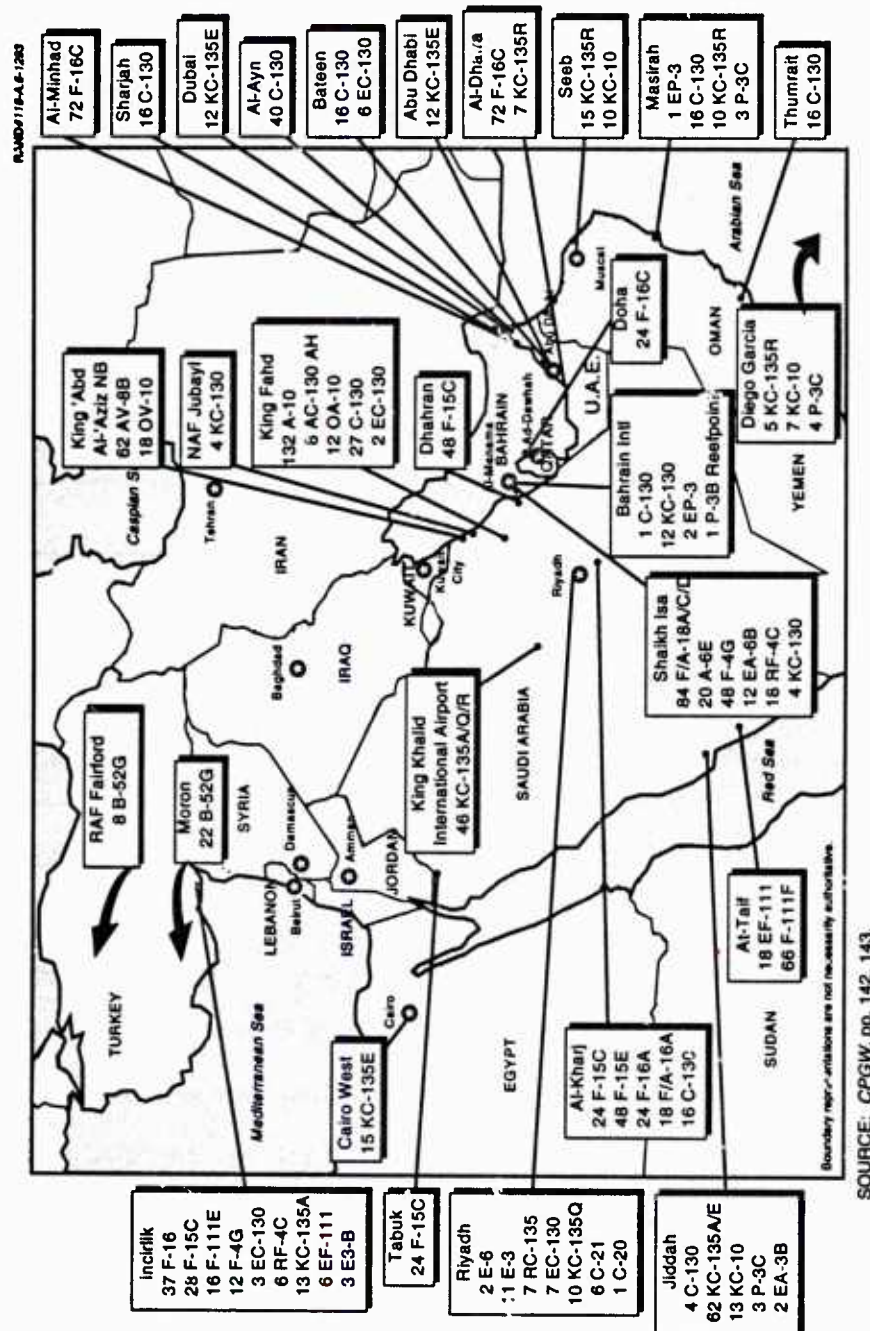 Al-Minhad
72 F-16C
Sharjah
16 C-130
Dubai
12 KC-135E
Al-Ayn
40 C-130
Bateen
16 C-130
6 EC-130
Abu Dhabi
12 KC-135E
72 F-16C
7 KC-135R
Seeb
15 KC-135R
10 KC-10
Masirah
1 EP-3
16 C-130
10 KC-135R
3 P-3C
Thumrait
16 C-130
King 'Abd
Al-'Aziz NB
62 AV-8B
18 OV-10
NAF Jubayl
4 KC-130
King Fahd
132 A-10
6 AC-130 AH
12 OA-10
27 C-130
2 EC-130
Dhahran
48 F-15C
Doha
24 F-16C
Bahrain Intl
1 C-130
12 KC-130
2 EP-3
1 P-3B Reefpoint
Diego Garcia
5 KC-135R
7 KC-10
4 P-3C
Shaikh Isa
84 F/A-18A/C/D
20 A-6E
48 F-4G
12 EA-6B
18 RF-4C
4 KC-130
RAF Fairford
8 B-52G
Moron
22 B-52G
King Khalid
International Airport
46 KC-135A/Q/R
Cairo West
15 KC-135E
Al-Kharj
24 F-15C
48 F-15E
24 F-16A
18 F/A-16A
16 C-130
At-Taif
18 EF-111
66 F-111F
Incirlik
37 F-16
28 F-15C
16 F-111E
12 F-4G
3 EC-130
6 RF-4C
13 KC-135A
6 EF-111
3 E3-B
Tabuk
24 F-15C
Riyadh
2 E-6
E-3
7 RC-135
7 EC-130
10 KC-135Q
6 C-21
1 C-20
Jiddah
4 C-130
62 KC-135A/E
13 KC-10
3 P-3C
2 EA-3B
TURKEY
Mediterranean Sea
SYRIA
LEBANON
Beirut
Damascus
ISRAEL
Amman
JORDAN
Cairo
EGYPT
SUDAN
Red Sea
SAUDI ARABIA
Riyadh
IRAQ
Baghdad
IRAN
Tehran
Caspian
KUWAIT
Kuwait
City
BAHRAIN
Ad-Dawhah
QATAR
U.A.E.
Muscat
OMAN
YEMEN
Arabian Sea
Boundary representations are not necessarily authoritative.
SOURCE: CPGW, pp. 142, 143